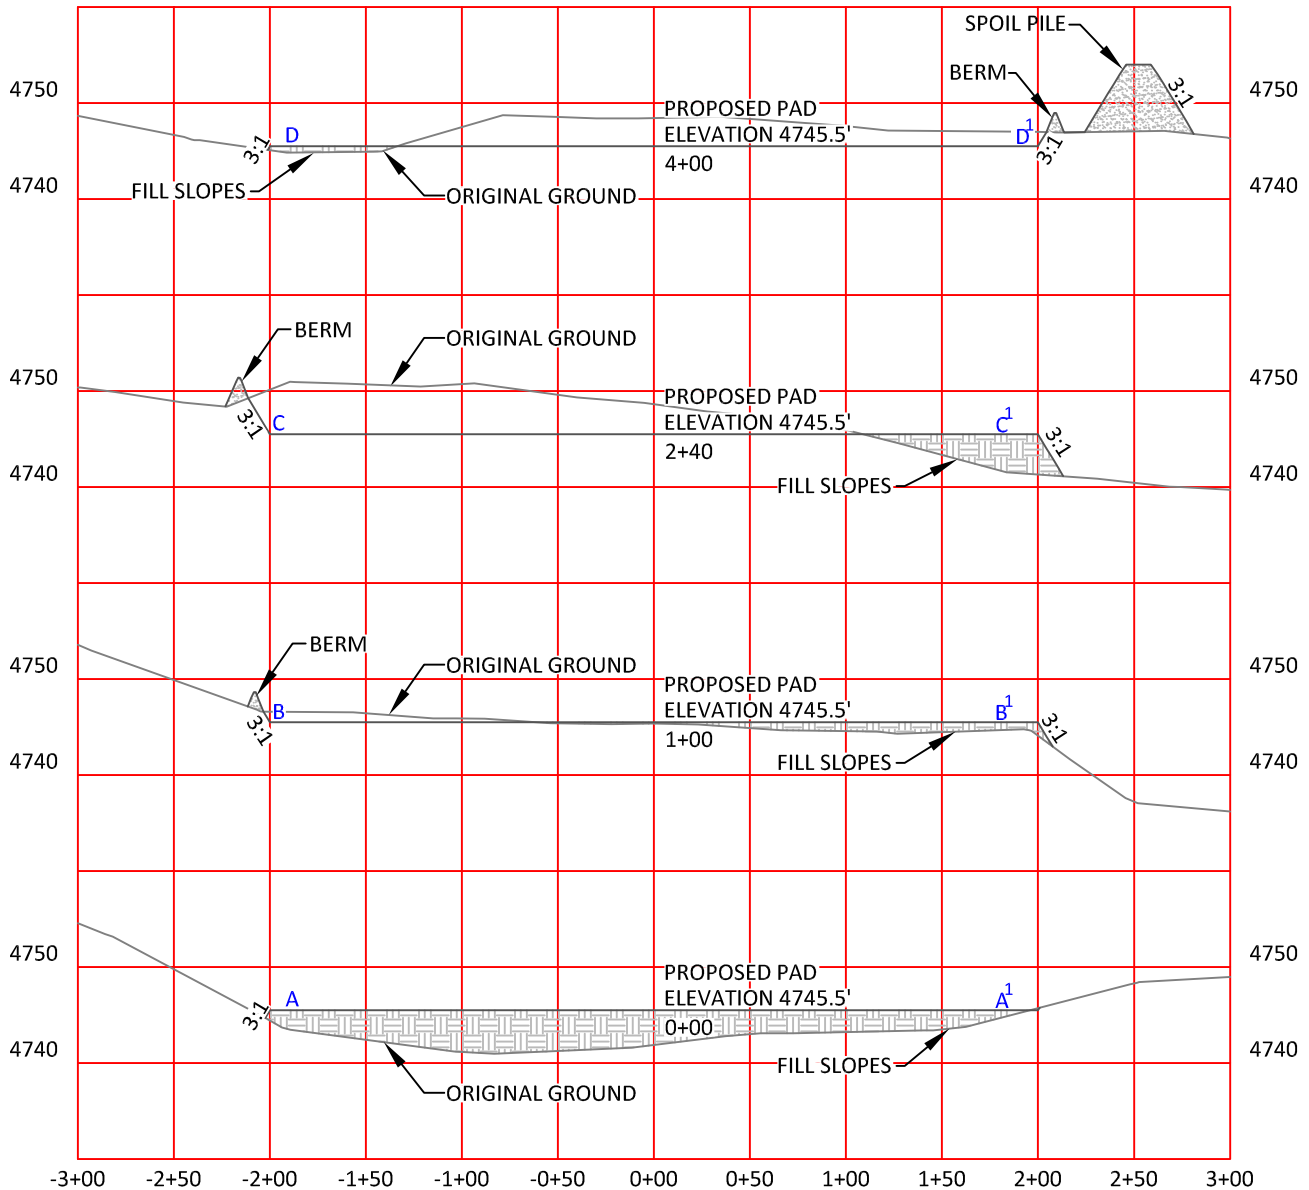 SPOIL PILE
BERM
3:1
4750
4750
PROPOSED PAD
ELEVATION 4745.5'
4+00
D
D1
3:1
3:1
FILL SLOPES
ORIGINAL GROUND
4740
4740
BERM
ORIGINAL GROUND
4750
4750
PROPOSED PAD
ELEVATION 4745.5'
2+40
C
C1
3:1
3:1
FILL SLOPES
4740
4740
BERM
ORIGINAL GROUND
4750
4750
PROPOSED PAD
ELEVATION 4745.5'
1+00
B
B1
3:1
3:1
FILL SLOPES
4740
4740
4750
4750
PROPOSED PAD
ELEVATION 4745.5'
0+00
A
A1
3:1
4740
4740
FILL SLOPES
ORIGINAL GROUND
-3+00 -2+50 -2+00 -1+50 -1+00 -0+50 0+00 0+50 1+00 1+50 2+00 2+50 3+00